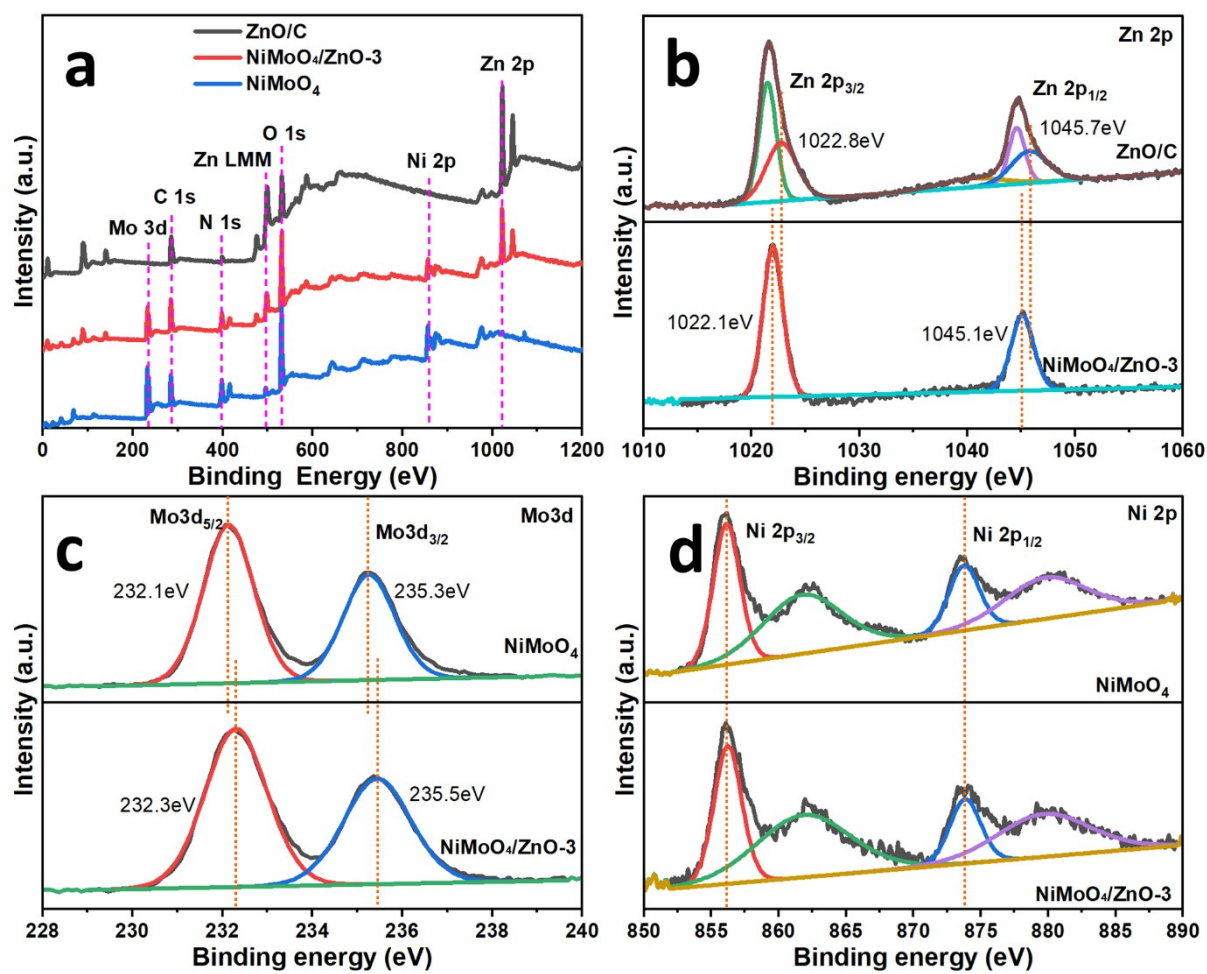 a
ZnO/C
NiMoO₄/ZnO-3
NiMoO₄
Zn 2p
O 1s
Zn LMM
Ni 2p
C 1s
N 1s
Mo 3d
Intensity (a.u.)
0 200 400 600 800 1000 1200
Binding Energy (eV)
b
Zn 2p
Zn 2p₃/₂
Zn 2p₁/₂
1022.8eV
1045.7eV
ZnO/C
1022.1eV
1045.1eV
NiMoO₄/ZnO-3
Intensity (a.u.)
1010 1020 1030 1040 1050 1060
Binding energy (eV)
c
Mo3d
Mo3d₅/₂
Mo3d₃/₂
232.1eV
235.3eV
NiMoO₄
232.3eV
235.5eV
NiMoO₄/ZnO-3
Intensity (a.u.)
228 230 232 234 236 238 240
Binding energy (eV)
d
Ni 2p
Ni 2p₃/₂
Ni 2p₁/₂
NiMoO₄
NiMoO₄/ZnO-3
Intensity (a.u.)
850 855 860 865 870 875 880 885 890
Binding energy (eV)